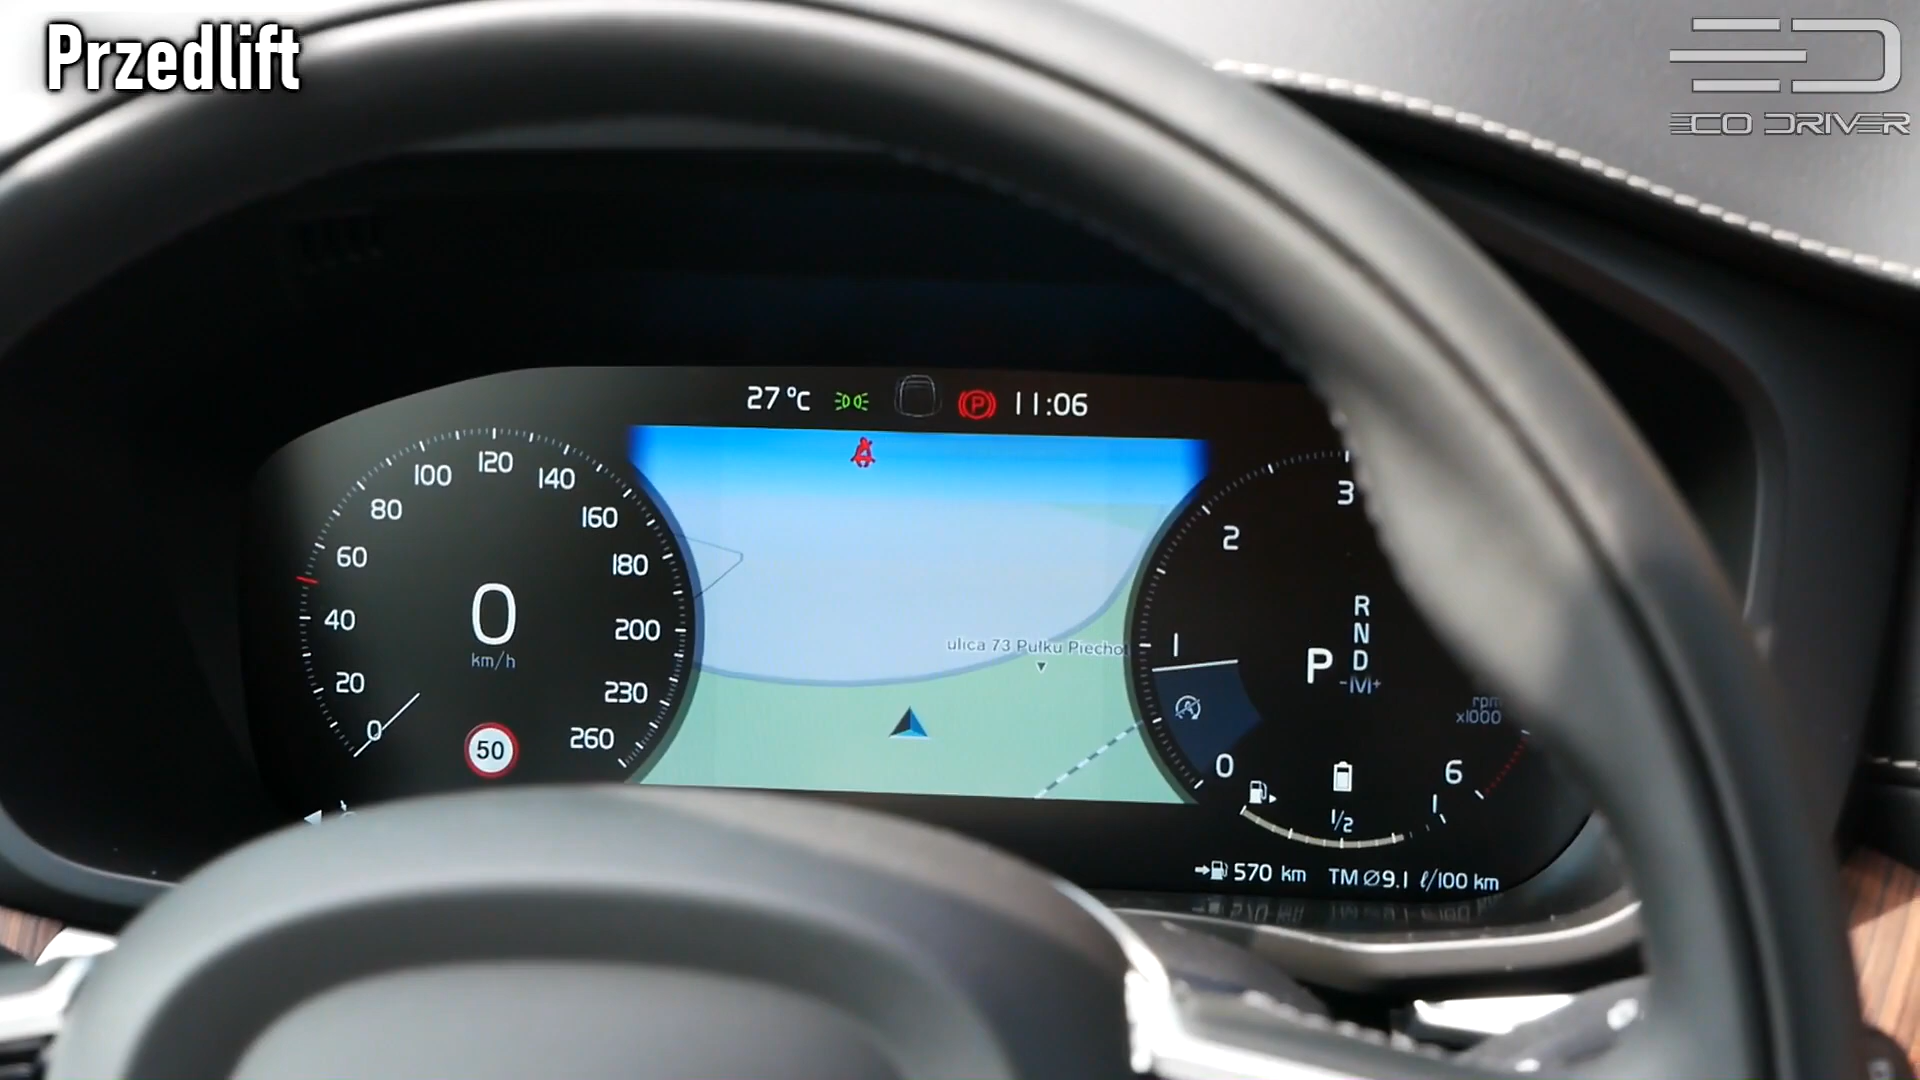 Przedlift
ECO DRIVER
27 °C
11:06
0
20
40
60
80
100
120
140
160
180
200
230
260
0
km/h
50
ulica 73 Pułku Piechot
0
1
2
3
6
R
N
P D
-M+
rpm
x1000
1/2
1
570 km TM ⌀9.1 ℓ/100 km